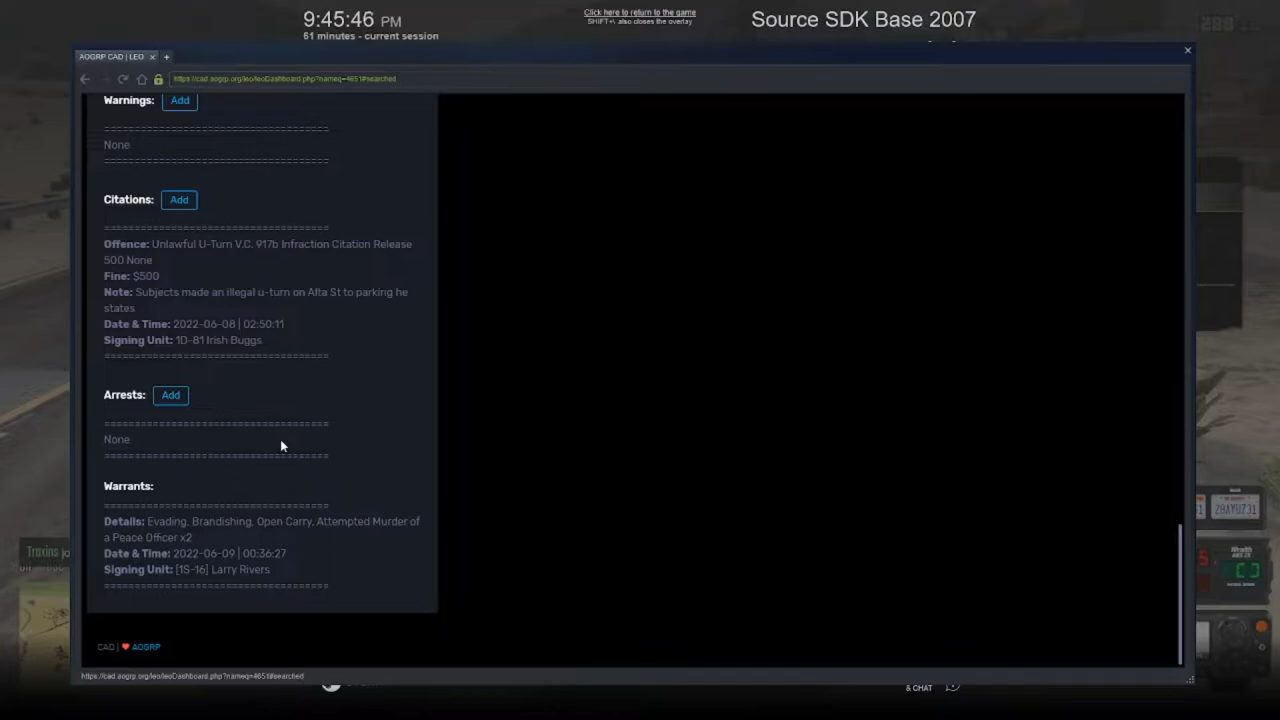 9:45:46 PM
61 minutes - current session
Click here to return to the game
SHIFT+\ also closes the overlay
Source SDK Base 2007
AOGRP CAD | LEO
https://cad.aogrp.org/leo/leoDashboard.php?nameq=4651#searched
Warnings: Add
====================================
None
====================================
Citations: Add
====================================
Offence: Unlawful U-Turn V.C. 917b Infraction Citation Release
500 None
Fine: $500
Note: Subjects made an illegal u-turn on Alta St to parking he
states
Date & Time: 2022-06-08 | 02:50:11
Signing Unit: 1D-81 Irish Buggs
====================================
Arrests: Add
====================================
None
====================================
Warrants:
====================================
Details: Evading, Brandishing, Open Carry, Attempted Murder of
a Peace Officer x2
Date & Time: 2022-06-09 | 00:36:27
Signing Unit: [1S-16] Larry Rivers
====================================
CAD | ❤ AOGRP
https://cad.aogrp.org/leo/leoDashboard.php?nameq=4651#searched
& CHAT
Traxins jo
28AYU731